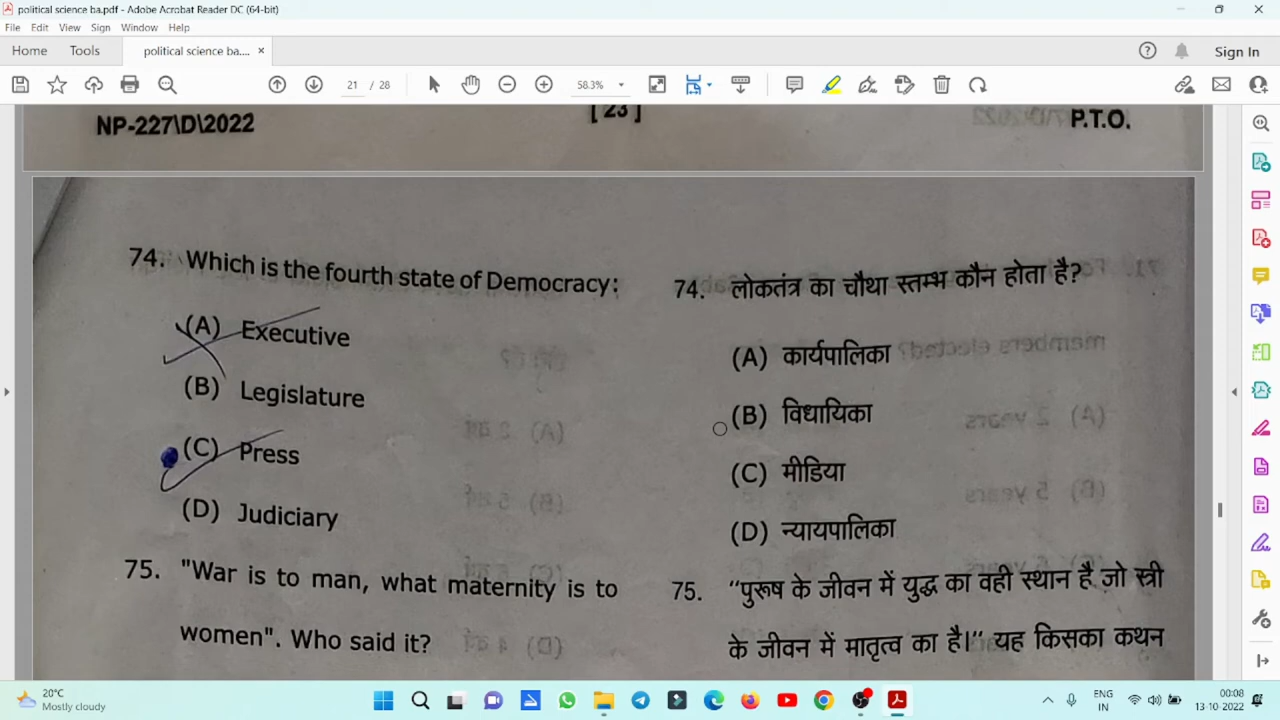 political science ba.pdf - Adobe Acrobat Reader DC (64-bit)
File Edit View Sign Window Help
Home Tools political science ba.... × Sign In
21 / 28 58.3%
NP-227\D\2022 [ 23 ] P.T.O.
74. Which is the fourth state of Democracy:
(A) Executive
(B) Legislature
(C) Press
(D) Judiciary
75. "War is to man, what maternity is to
women". Who said it?
74. लोकतंत्र का चौथा स्तम्भ कौन होता है?
(A) कार्यपालिका
(B) विधायिका
(C) मीडिया
(D) न्यायपालिका
75. “पुरूष के जीवन में युद्ध का वही स्थान है जो स्त्री
के जीवन में मातृत्व का है।“ यह किसका कथन
20°C
Mostly cloudy
ENG
IN
00:08
13-10-2022